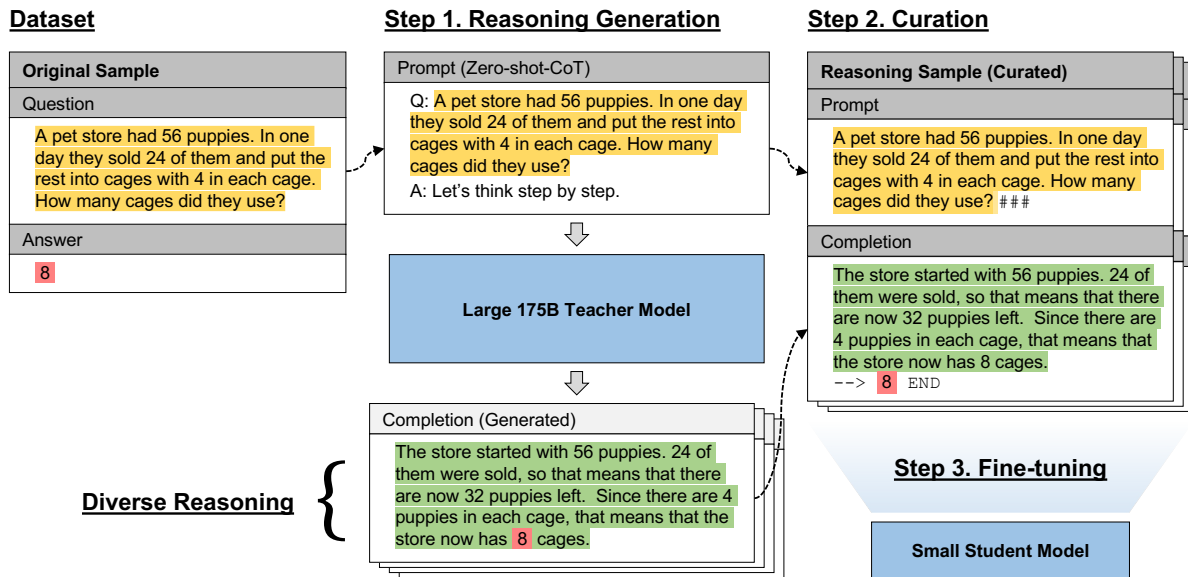 Dataset
Original Sample
Question
A pet store had 56 puppies. In one
day they sold 24 of them and put the
rest into cages with 4 in each cage.
How many cages did they use?
Answer
8
Step 1. Reasoning Generation
Prompt (Zero-shot-CoT)
Q: A pet store had 56 puppies. In one day
they sold 24 of them and put the rest into
cages with 4 in each cage. How many
cages did they use?
A: Let's think step by step.
Large 175B Teacher Model
Completion (Generated)
Diverse Reasoning {
The store started with 56 puppies. 24 of
them were sold, so that means that there
are now 32 puppies left.  Since there are 4
puppies in each cage, that means that the
store now has 8 cages.
Step 2. Curation
Reasoning Sample (Curated)
Prompt
A pet store had 56 puppies. In one day
they sold 24 of them and put the rest into
cages with 4 in each cage. How many
cages did they use? ###
Completion
The store started with 56 puppies. 24 of
them were sold, so that means that there
are now 32 puppies left.  Since there are
4 puppies in each cage, that means that
the store now has 8 cages.
--> 8 END
Step 3. Fine-tuning
Small Student Model